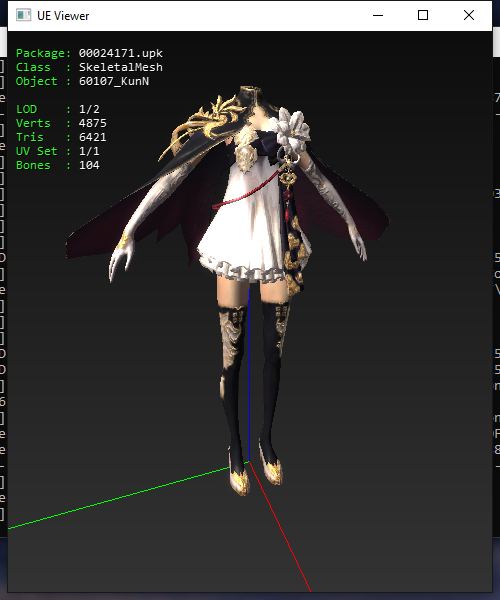 UE Viewer
Package: 00024171.upk
Class  : SkeletalMesh
Object : 60107_KunN
LOD    : 1/2
Verts  : 4875
Tris   : 6421
UV Set : 1/1
Bones  : 104